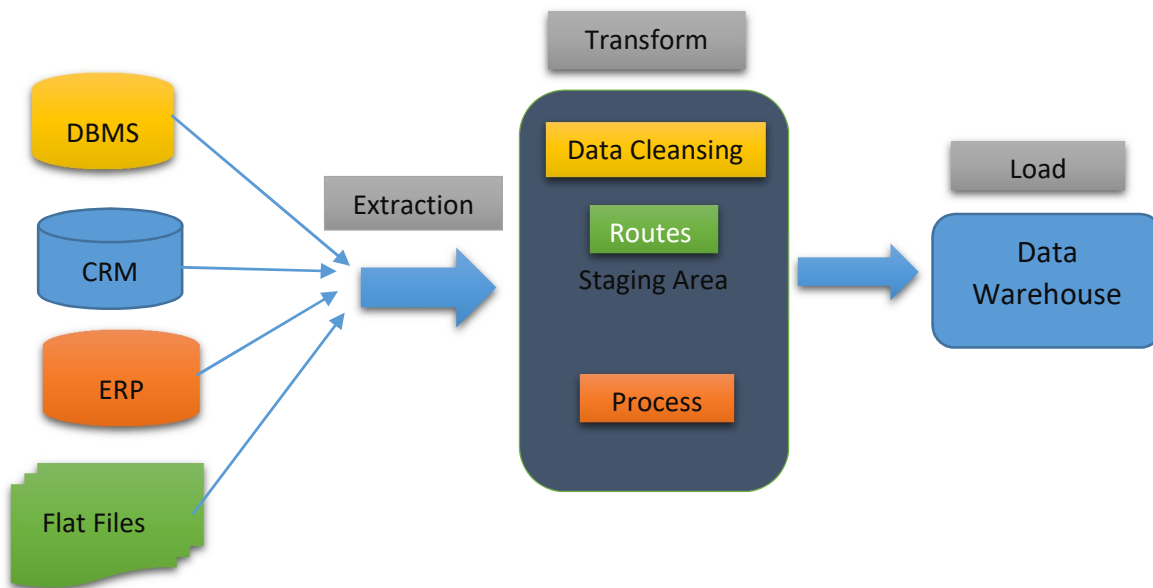 DBMS
CRM
ERP
Flat Files
Extraction
Transform
Data Cleansing
Routes
Staging Area
Process
Load
Data
Warehouse